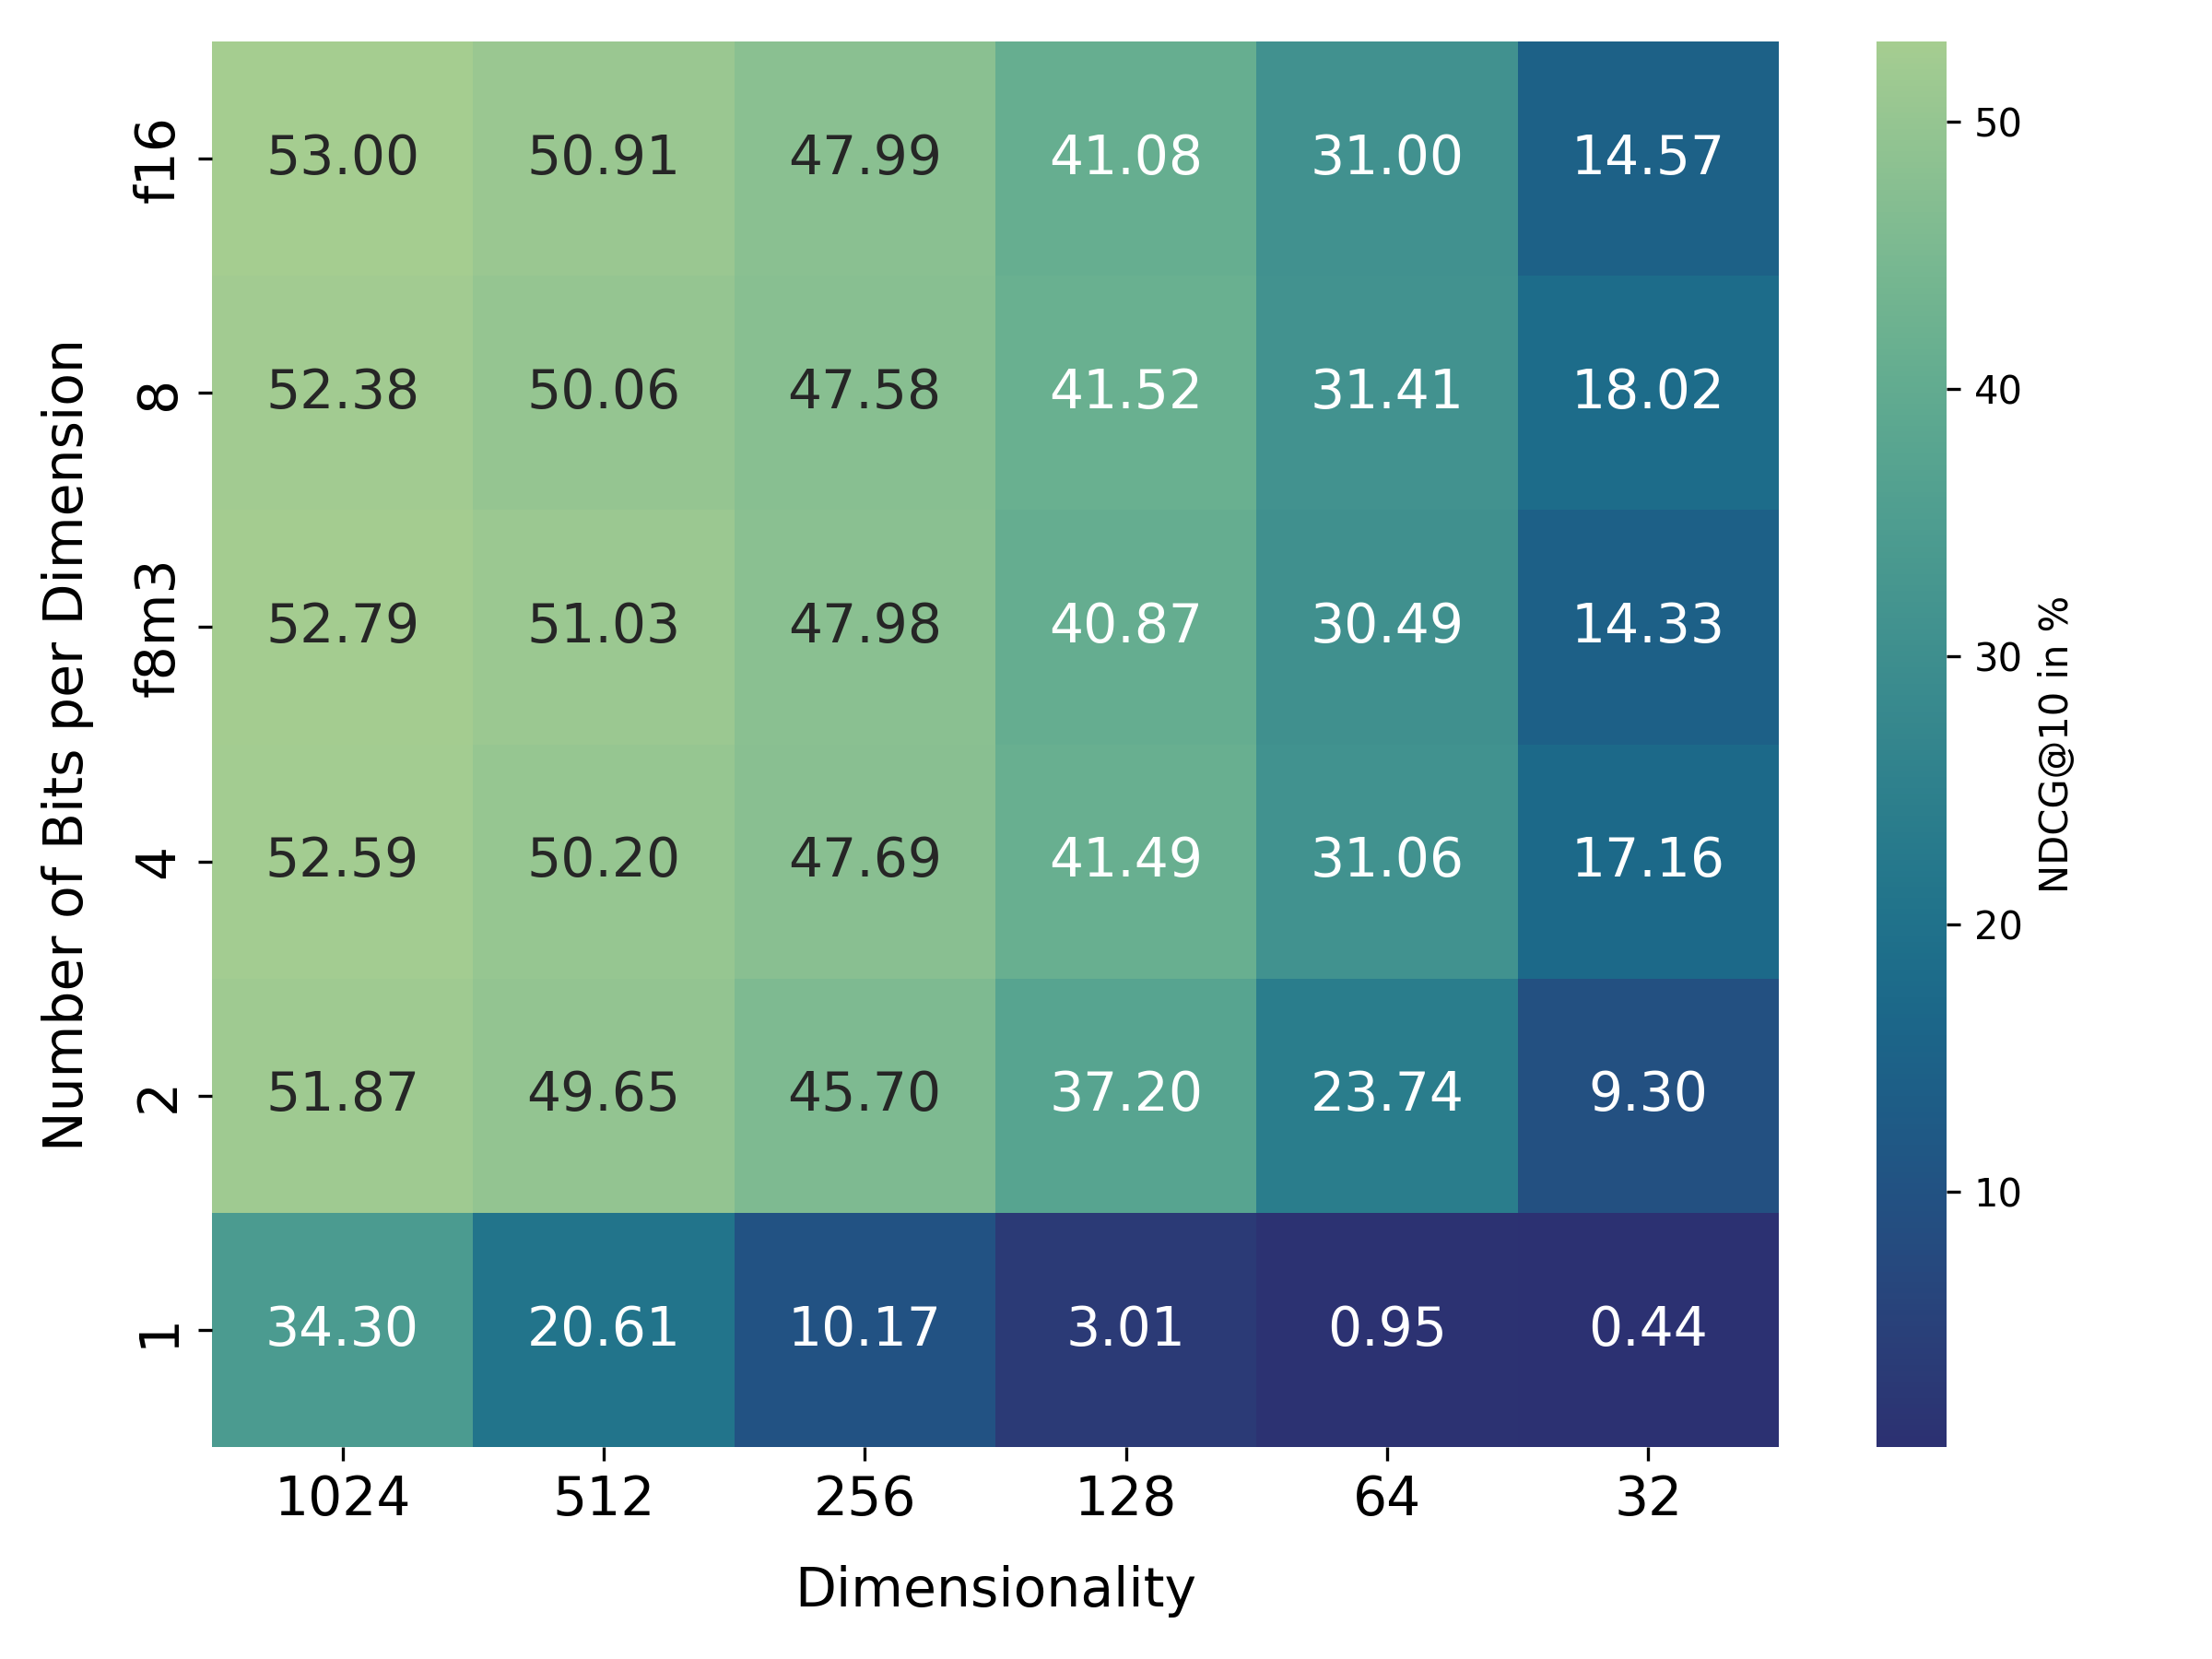 Number of Bits per Dimension
f16 53.00 50.91 47.99 41.08 31.00 14.57
8 52.38 50.06 47.58 41.52 31.41 18.02
f8m3 52.79 51.03 47.98 40.87 30.49 14.33
4 52.59 50.20 47.69 41.49 31.06 17.16
2 51.87 49.65 45.70 37.20 23.74 9.30
1 34.30 20.61 10.17 3.01 0.95 0.44
1024 512 256 128 64 32
Dimensionality
50
40
30
20
10
NDCG@10 in %